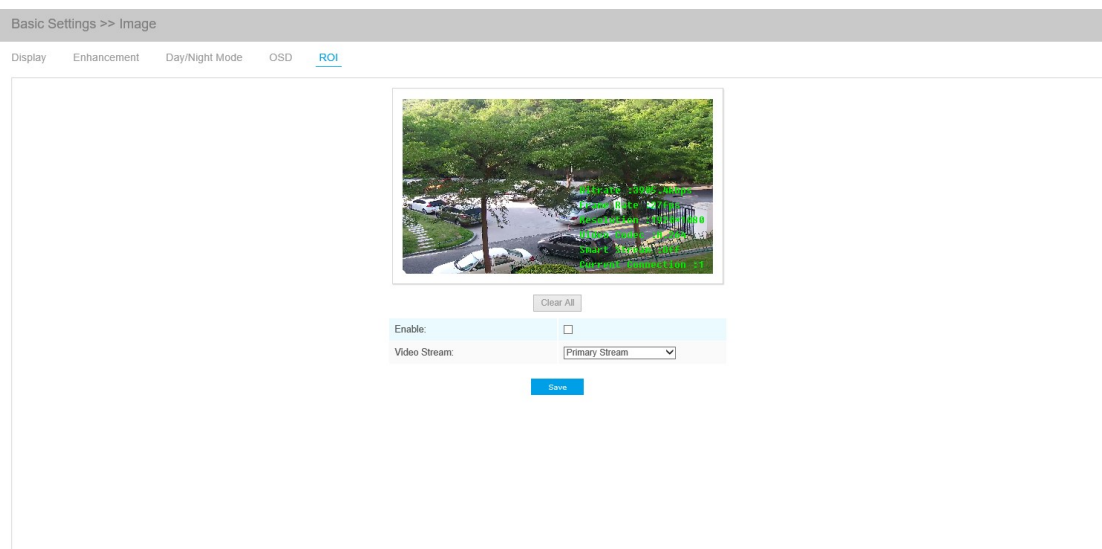 Basic Settings >> Image
Display Enhancement Day/Night Mode OSD ROI
Frame Rate
Smart
Current Connection :1
Clear All
Enable:
Video Stream: Primary Stream
Save